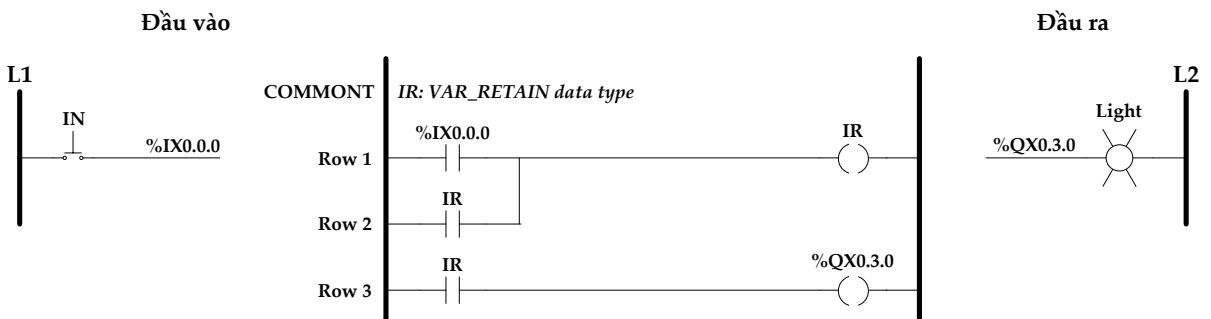 Đầu vào
Đầu ra
L1
L2
COMMONT
IR: VAR_RETAIN data type
IN
%IX0.0.0
Row 1
%IX0.0.0
IR
%QX0.3.0
Light
Row 2
IR
Row 3
IR
%QX0.3.0